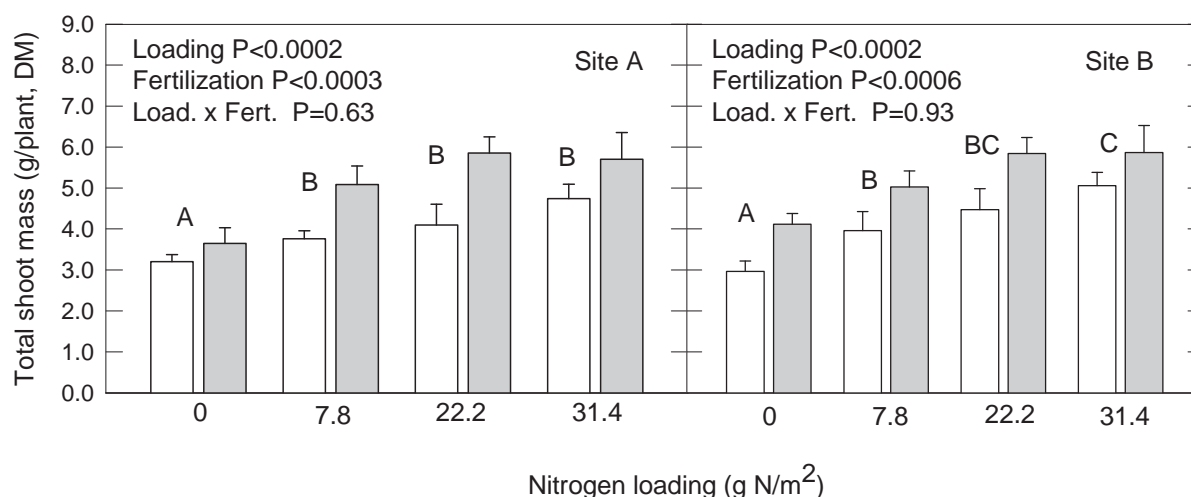 Total shoot mass (g/plant, DM)
9.0
8.0
7.0
6.0
5.0
4.0
3.0
2.0
1.0
0.0
Loading P<0.0002
Fertilization P<0.0003
Load. x Fert. P=0.63
Site A
A
B
B
B
0
7.8
22.2
31.4
Loading P<0.0002
Fertilization P<0.0006
Load. x Fert. P=0.93
Site B
A
B
BC
C
0
7.8
22.2
31.4
Nitrogen loading (g N/m²)